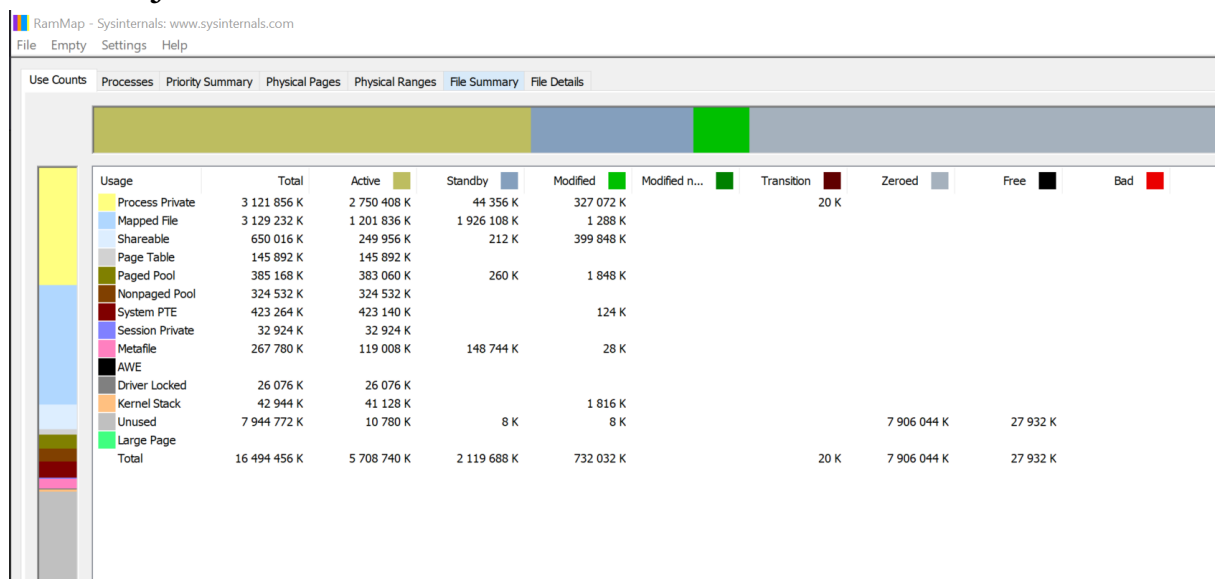 RamMap - Sysinternals: www.sysinternals.com
File Empty Settings Help
Use Counts Processes Priority Summary Physical Pages Physical Ranges File Summary File Details
Usage Total Active Standby Modified Modified n... Transition Zeroed Free Bad
Process Private 3 121 856 K 2 750 408 K 44 356 K 327 072 K 20 K
Mapped File 3 129 232 K 1 201 836 K 1 926 108 K 1 288 K
Shareable 650 016 K 249 956 K 212 K 399 848 K
Page Table 145 892 K 145 892 K
Paged Pool 385 168 K 383 060 K 260 K 1 848 K
Nonpaged Pool 324 532 K 324 532 K
System PTE 423 264 K 423 140 K 124 K
Session Private 32 924 K 32 924 K
Metafile 267 780 K 119 008 K 148 744 K 28 K
AWE
Driver Locked 26 076 K 26 076 K
Kernel Stack 42 944 K 41 128 K 1 816 K
Unused 7 944 772 K 10 780 K 8 K 8 K 7 906 044 K 27 932 K
Large Page
Total 16 494 456 K 5 708 740 K 2 119 688 K 732 032 K 20 K 7 906 044 K 27 932 K